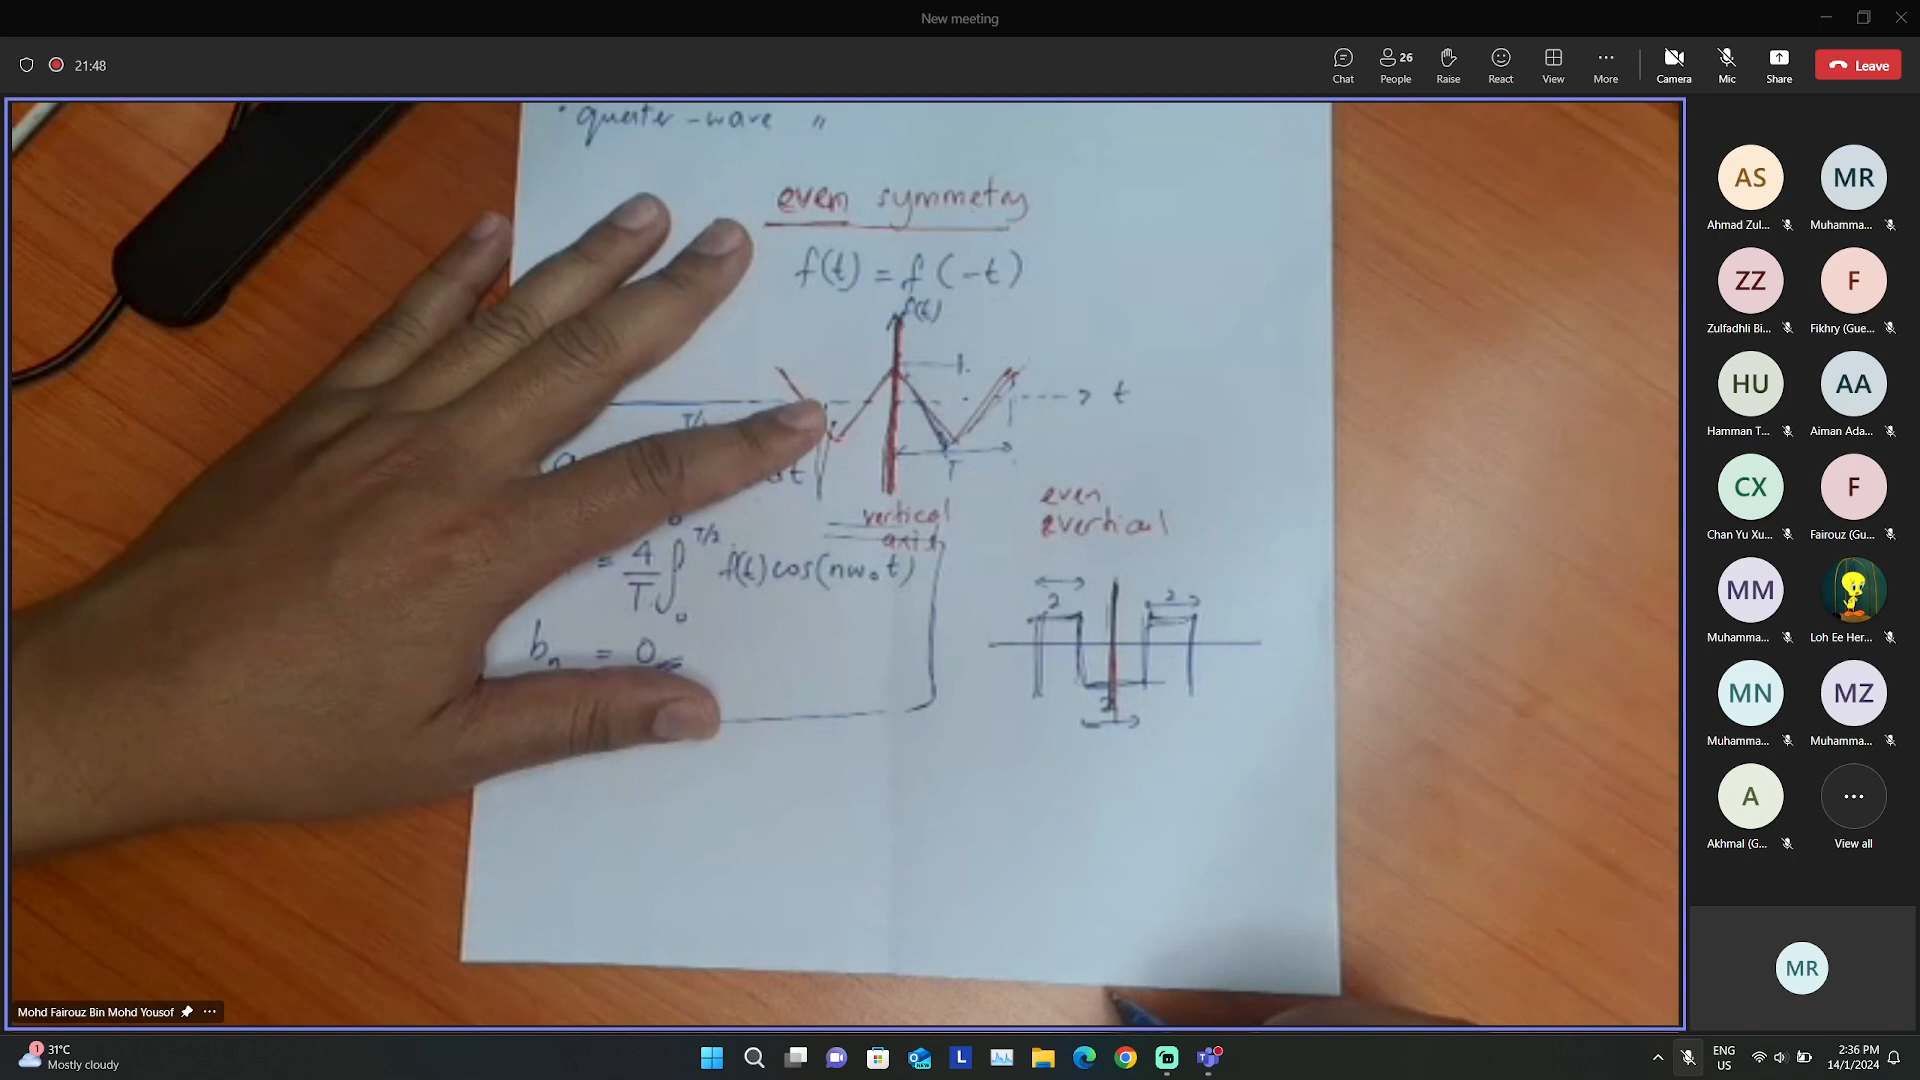 New meeting
21:48
Chat
26
People
Raise
React
View
More
Camera
Mic
Share
Leave
• quater-wave "
even symmetry
f(t) = f(-t)
f(t)
t
T
vertical
axis
= 4/T ∫ T/2 0 f(t) cos(nw₀t)
bn = 0
even
vertical
2
2
2
AS
MR
Ahmad Zul...
Muhamma...
ZZ
F
Zulfadhli Bi...
Fikhry (Gue...
HU
AA
Hamman T...
Aiman Ada...
CX
F
Chan Yu Xu...
Fairouz (Gu...
MM
Muhamma...
Loh Ee Her...
MN
MZ
Muhamma...
Muhamma...
A
...
Akhmal (G...
View all
MR
Mohd Fairouz Bin Mohd Yousof
1
31°C
Mostly cloudy
NEW
L
ENG
US
2:36 PM
14/1/2024